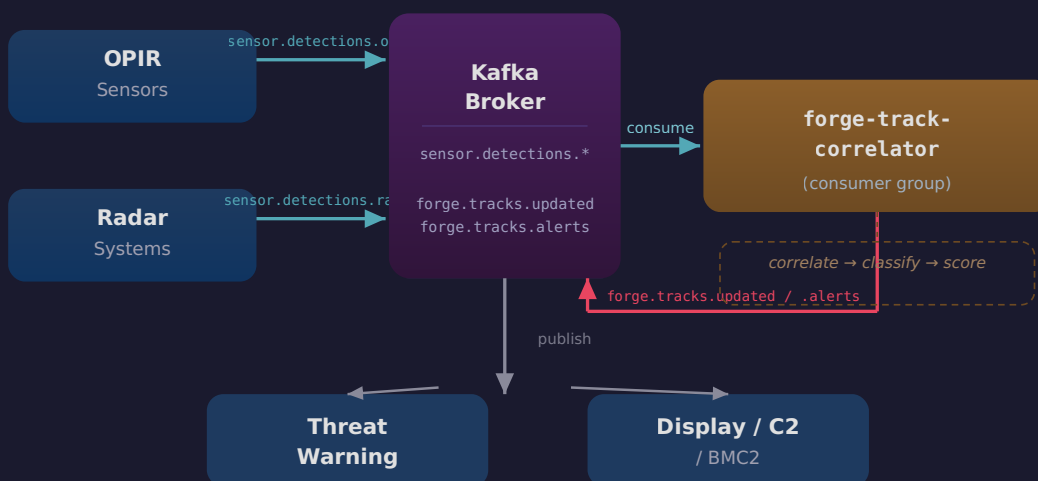 OPIR
Sensors
sensor.detections.o
Radar
Systems
sensor.detections.ra
Kafka
Broker
sensor.detections.*
forge.tracks.updated
forge.tracks.alerts
consume
forge-track-
correlator
(consumer group)
correlate → classify → score
forge.tracks.updated / .alerts
publish
Threat
Warning
Display / C2
/ BMC2